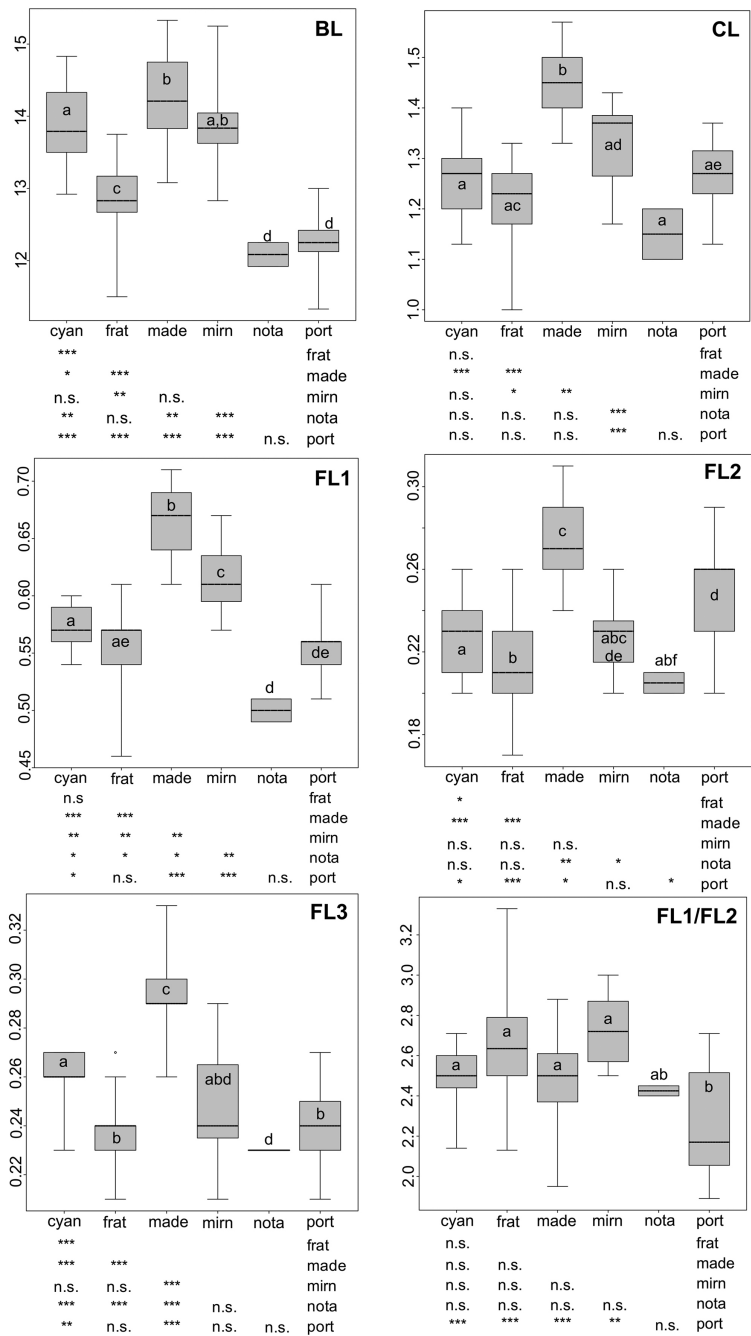 BL
15
14
13
12
a
c
b
a,b
d
d
cyan frat made mirn nota port
*** frat
* *** made
n.s. ** n.s. mirn
** n.s. ** *** nota
*** *** *** *** n.s. port
CL
1.5
1.4
1.3
1.2
1.1
1.0
a
ac
b
ad
a
ae
cyan frat made mirn nota port
n.s. frat
*** *** made
n.s. * ** mirn
n.s. n.s. n.s. *** nota
n.s. n.s. n.s. *** n.s. port
FL1
0.70
0.65
0.60
0.55
0.50
0.45
a
ae
b
c
d
de
cyan frat made mirn nota port
n.s frat
*** *** made
** ** ** mirn
* * * ** nota
* n.s. *** *** n.s. port
FL2
0.30
0.26
0.22
0.18
a
b
c
abc
de
abf
d
cyan frat made mirn nota port
* frat
*** *** made
n.s. n.s. n.s. mirn
n.s. n.s. ** * nota
* *** * n.s. * port
FL3
0.32
0.30
0.28
0.26
0.24
0.22
a
b
c
abd
d
b
cyan frat made mirn nota port
*** frat
*** *** made
n.s. n.s. *** mirn
*** *** *** n.s. nota
** n.s. *** n.s. n.s. port
FL1/FL2
3.2
3.0
2.8
2.6
2.4
2.2
2.0
a
a
a
a
ab
b
cyan frat made mirn nota port
n.s. frat
n.s. n.s. made
n.s. n.s. n.s. mirn
n.s. n.s. n.s. n.s. nota
*** *** *** ** n.s. port